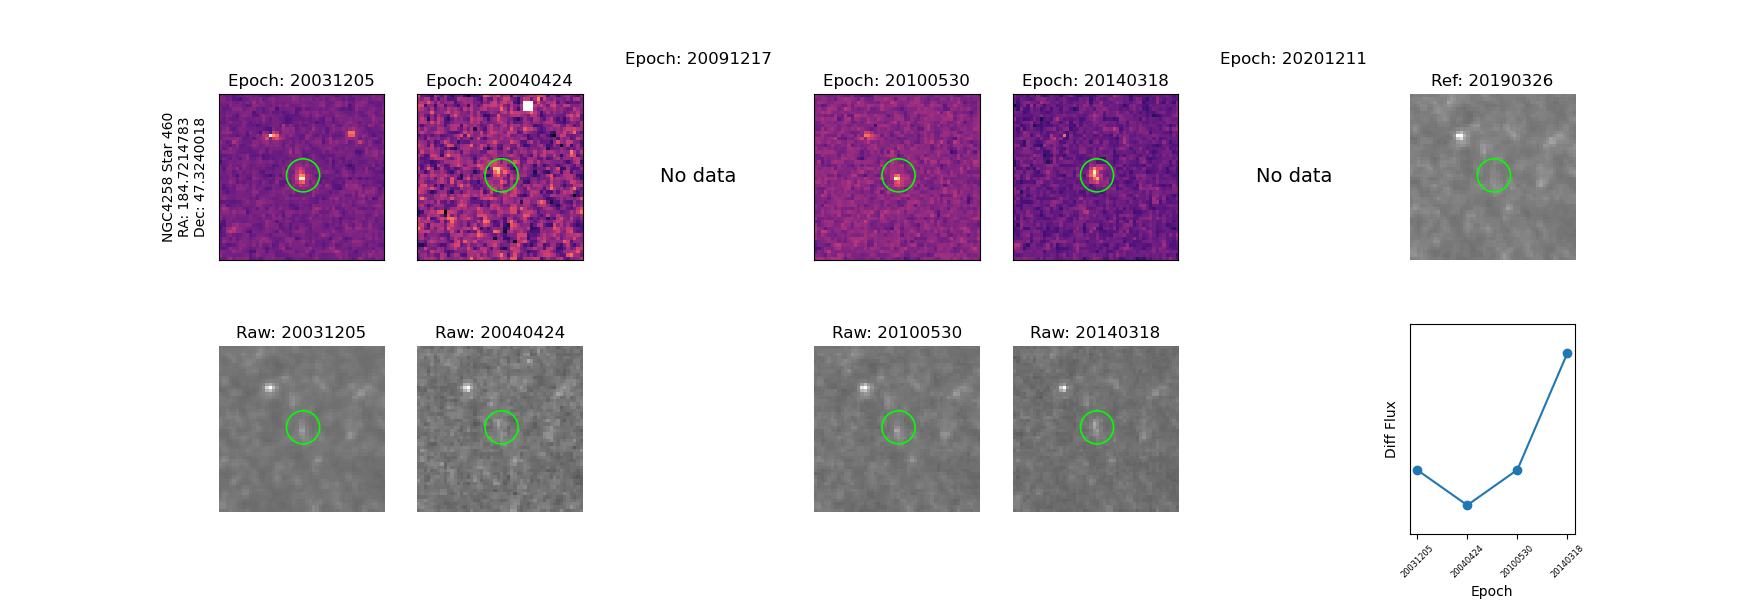 NGC4258 Star 460
RA: 184.7214783
Dec: 47.3240018
Epoch: 20031205
Epoch: 20040424
Epoch: 20091217
No data
Epoch: 20100530
Epoch: 20140318
Epoch: 20201211
No data
Ref: 20190326
Raw: 20031205
Raw: 20040424
Raw: 20100530
Raw: 20140318
Diff Flux
20031205
20040424
20100530
20140318
Epoch